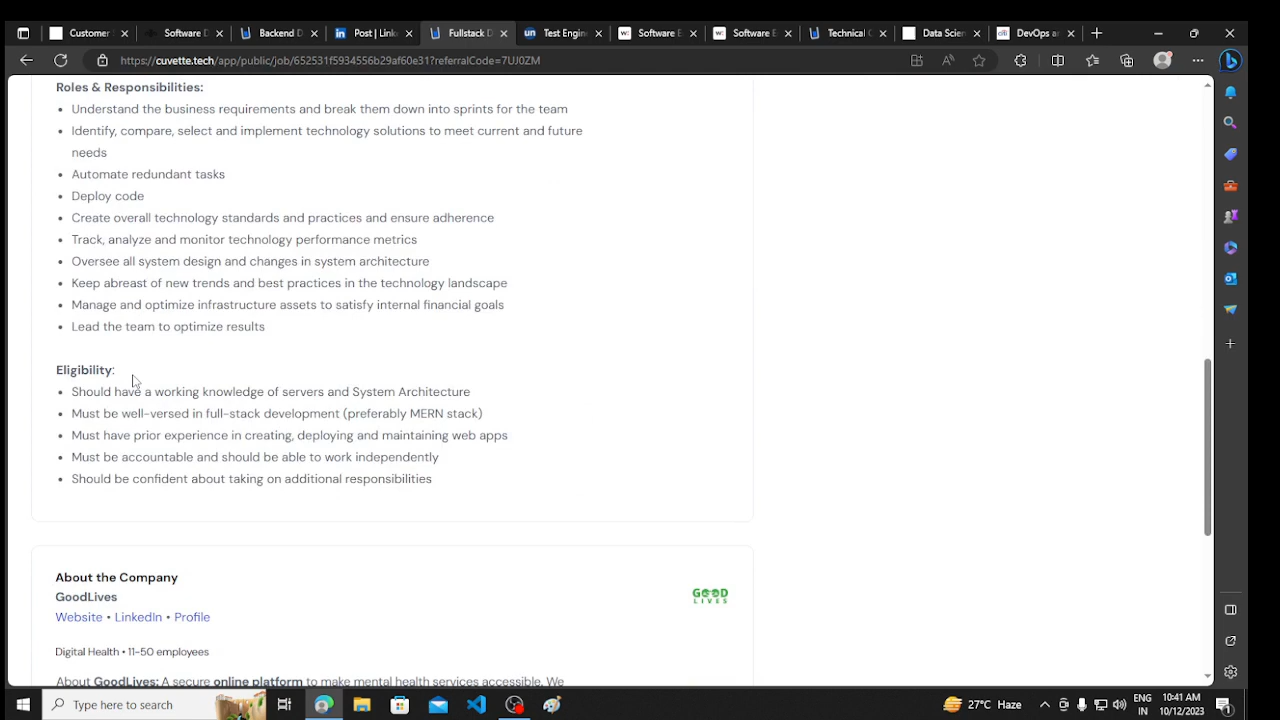 Customer
Software D
Backend D
Post | Link
Fullstack D
Test Engine
Software E
Software E
Technical C
Data Scien
DevOps ar
https://cuvette.tech/app/public/job/652531f5934556b29af60e31?referralCode=7UJ0ZM
Roles & Responsibilities:
• Understand the business requirements and break them down into sprints for the team
• Identify, compare, select and implement technology solutions to meet current and future
needs
• Automate redundant tasks
• Deploy code
• Create overall technology standards and practices and ensure adherence
• Track, analyze and monitor technology performance metrics
• Oversee all system design and changes in system architecture
• Keep abreast of new trends and best practices in the technology landscape
• Manage and optimize infrastructure assets to satisfy internal financial goals
• Lead the team to optimize results
Eligibility:
• Should have a working knowledge of servers and System Architecture
• Must be well-versed in full-stack development (preferably MERN stack)
• Must have prior experience in creating, deploying and maintaining web apps
• Must be accountable and should be able to work independently
• Should be confident about taking on additional responsibilities
About the Company
GoodLives
GOOD
LIVES
Website • LinkedIn • Profile
Digital Health • 11-50 employees
About GoodLives: A secure online platform to make mental health services accessible. We
Type here to search
27°C Haze
ENG
IN
10:41 AM
10/12/2023
1